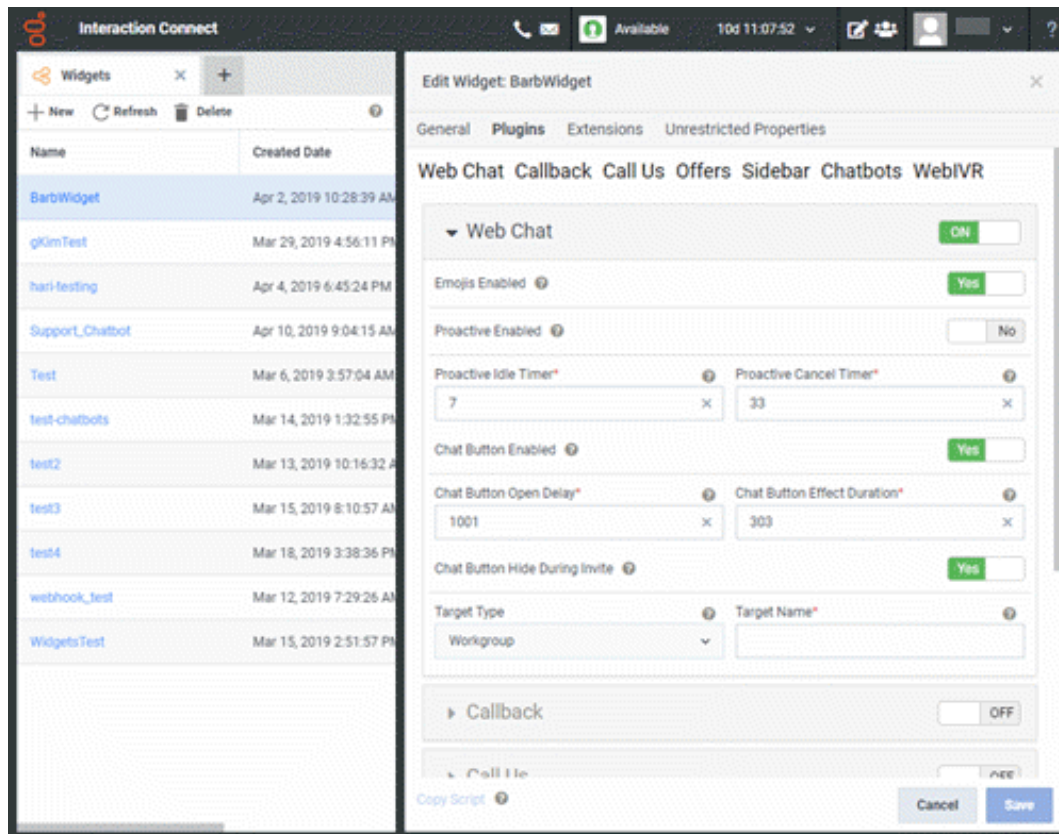 Interaction Connect Available 10d 11:07:52 ?
Widgets × +
+ New Refresh Delete ?
Name Created Date
BarbWidget Apr 2, 2019 10:28:39 AM
gKimTest Mar 29, 2019 4:56:11 PM
hari-testing Apr 4, 2019 6:45:24 PM
Support_Chatbot Apr 10, 2019 9:04:15 AM
Test Mar 6, 2019 3:57:04 AM
test-chatbots Mar 14, 2019 1:32:55 PM
test2 Mar 13, 2019 10:16:32 A
test3 Mar 15, 2019 8:10:57 AM
test4 Mar 18, 2019 3:38:36 PM
webhook_test Mar 12, 2019 7:29:26 AM
WidgetsTest Mar 15, 2019 2:51:57 PM
Edit Widget: BarbWidget ×
General Plugins Extensions Unrestricted Properties
Web Chat Callback Call Us Offers Sidebar Chatbots WebIVR
Web Chat ON
Emojis Enabled ? Yes
Proactive Enabled ? No
Proactive Idle Timer* ? Proactive Cancel Timer* ?
7 × 33 ×
Chat Button Enabled ? Yes
Chat Button Open Delay* ? Chat Button Effect Duration* ?
1001 × 303 ×
Chat Button Hide During Invite ? Yes
Target Type ? Target Name* ?
Workgroup
Callback OFF
Call Us OFF
Copy Script ? Cancel Save